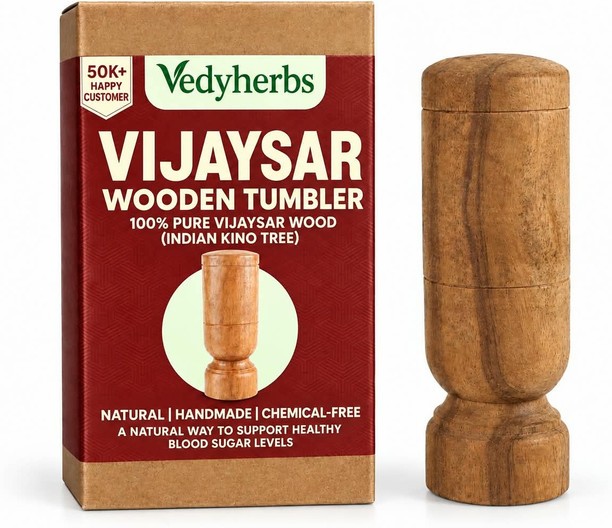 50K+
HAPPY
CUSTOMER
Vedyherbs
VIJAYSAR
WOODEN TUMBLER
100% PURE VIJAYSAR WOOD
(INDIAN KINO TREE)
NATURAL | HANDMADE | CHEMICAL-FREE
A NATURAL WAY TO SUPPORT HEALTHY
BLOOD SUGAR LEVELS